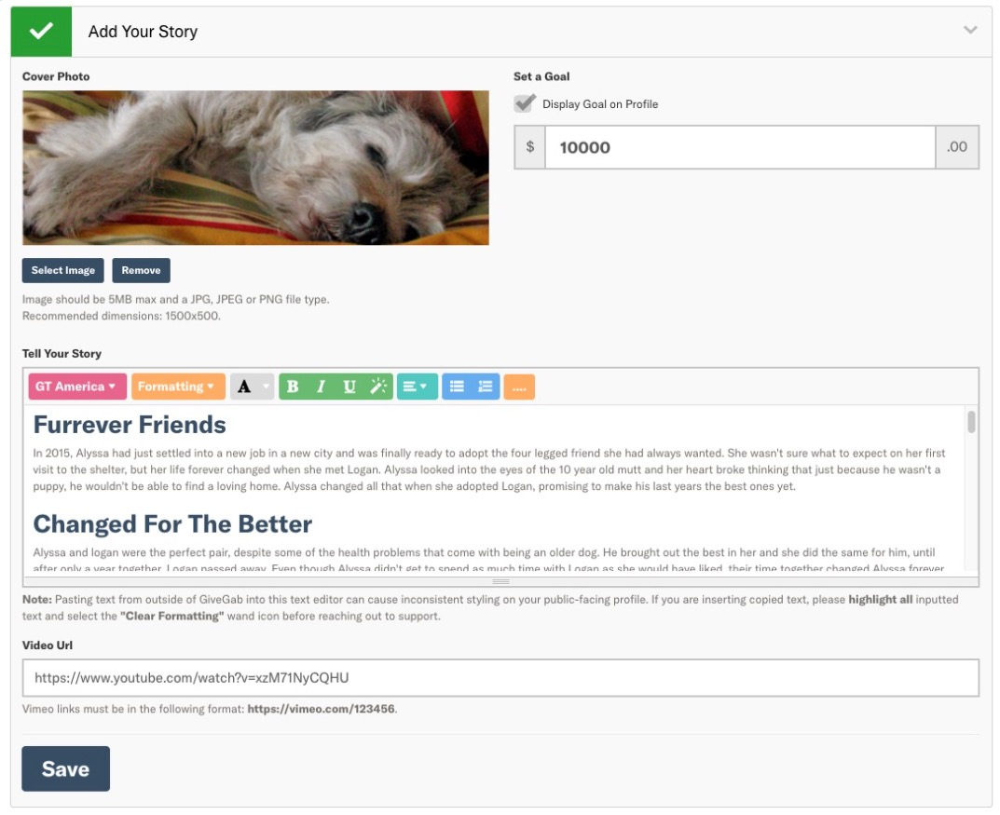 Add Your Story
Cover Photo
Set a Goal
Display Goal on Profile
$ 10000 .00
Select Image Remove
Image should be 5MB max and a JPG, JPEG or PNG file type.
Recommended dimensions: 1500x500.
Tell Your Story
GT America Formatting A B I U ....
Furrever Friends
In 2015, Alyssa had just settled into a new job in a new city and was finally ready to adopt the four legged friend she had always wanted. She wasn't sure what to expect on her first
visit to the shelter, but her life forever changed when she met Logan. Alyssa looked into the eyes of the 10 year old mutt and her heart broke thinking that just because he wasn't a
puppy, he wouldn't be able to find a loving home. Alyssa changed all that when she adopted Logan, promising to make his last years the best ones yet.
Changed For The Better
Alyssa and logan were the perfect pair, despite some of the health problems that come with being an older dog. He brought out the best in her and she did the same for him, until
after only a year together, Logan passed away. Even though Alyssa didn't get to spend as much time with Logan as she would have liked, their time together changed Alyssa forever.
Note: Pasting text from outside of GiveGab into this text editor can cause inconsistent styling on your public-facing profile. If you are inserting copied text, please highlight all inputted
text and select the "Clear Formatting" wand icon before reaching out to support.
Video Url
https://www.youtube.com/watch?v=xzM71NyCQHU
Vimeo links must be in the following format: https://vimeo.com/123456.
Save